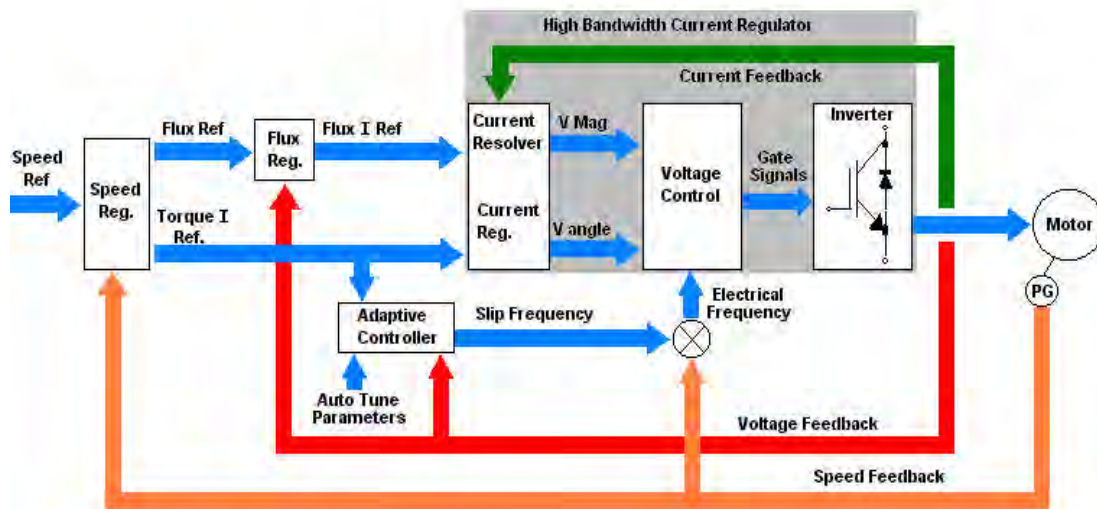 High Bandwidth Current Regulator
Current Feedback
Speed
Ref
Speed
Reg.
Flux Ref
Flux
Reg.
Flux I Ref
Torque I
Ref.
Current
Resolver
Current
Reg.
V Mag
V angle
Voltage
Control
Gate
Signals
Inverter
Motor
PG
Adaptive
Controller
Slip Frequency
Electrical
Frequency
Auto Tune
Parameters
Voltage Feedback
Speed Feedback